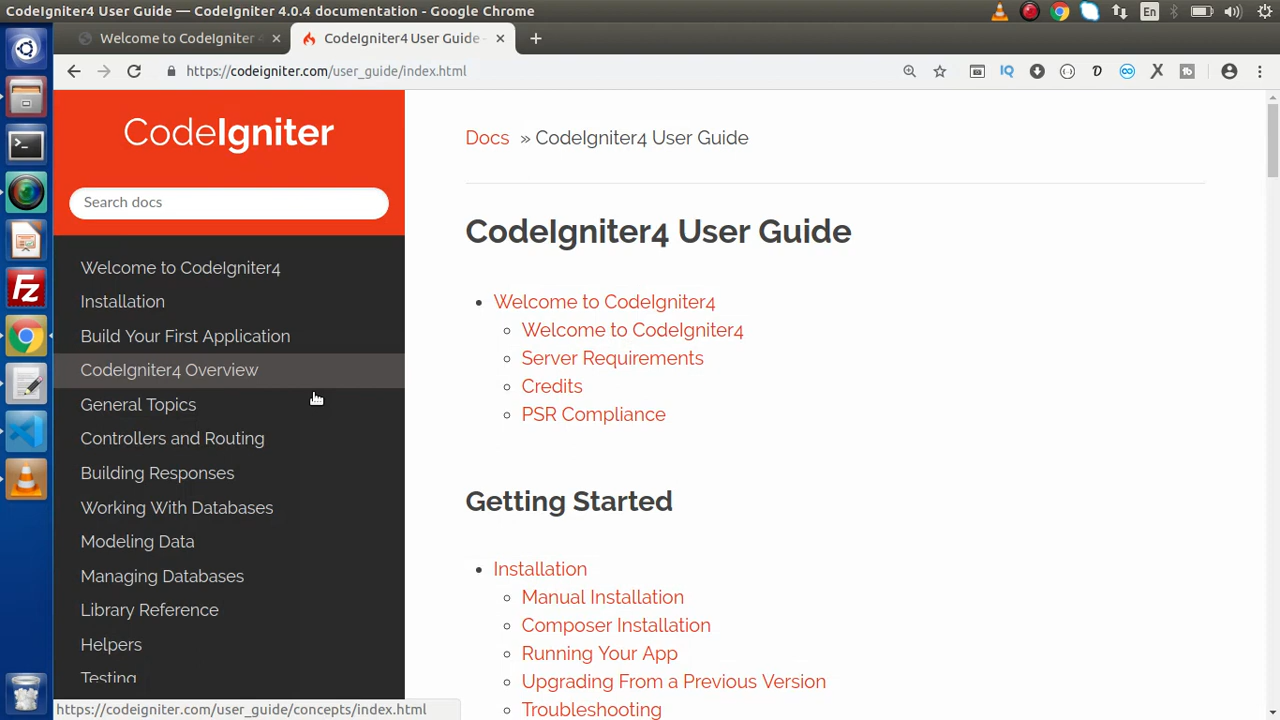 CodeIgniter4 User Guide — CodeIgniter 4.0.4 documentation - Google Chrome
En
Welcome to CodeIgniter 4
CodeIgniter4 User Guide -
https://codeigniter.com/user_guide/index.html
CodeIgniter
Search docs
Welcome to CodeIgniter4
Installation
Build Your First Application
CodeIgniter4 Overview
General Topics
Controllers and Routing
Building Responses
Working With Databases
Modeling Data
Managing Databases
Library Reference
Helpers
Testing
Docs » CodeIgniter4 User Guide
CodeIgniter4 User Guide
Welcome to CodeIgniter4
Welcome to CodeIgniter4
Server Requirements
Credits
PSR Compliance
Getting Started
Installation
Manual Installation
Composer Installation
Running Your App
Upgrading From a Previous Version
Troubleshooting
https://codeigniter.com/user_guide/concepts/index.html